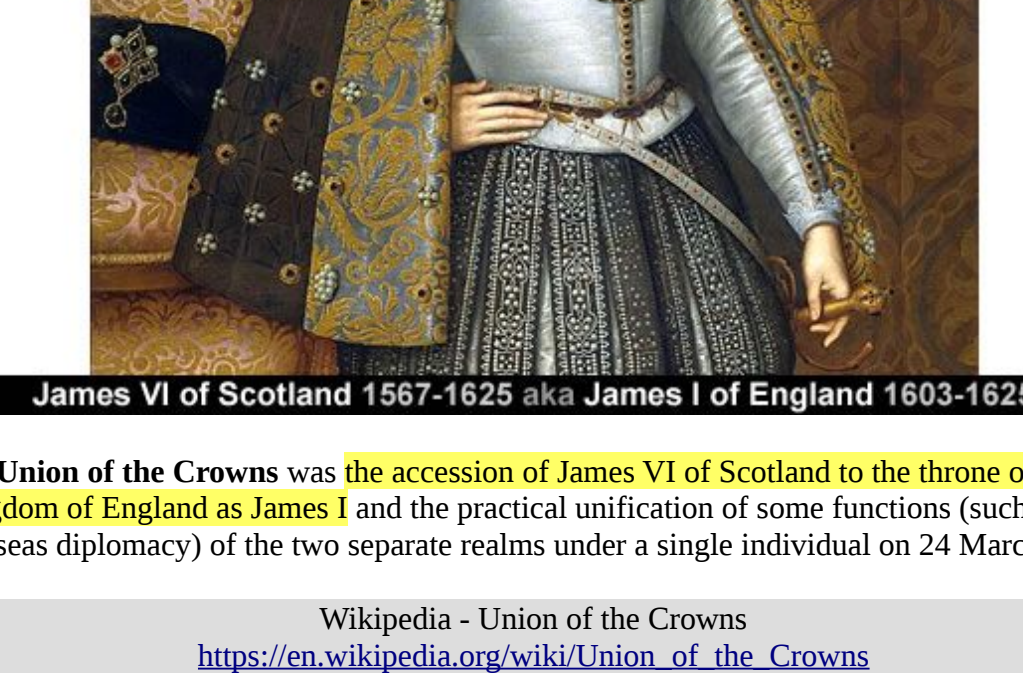 James VI of Scotland 1567-1625 aka James I of England 1603-162
Union of the Crowns was the accession of James VI of Scotland to the throne o
gdom of England as James I and the practical unification of some functions (such
seas diplomacy) of the two separate realms under a single individual on 24 Marc
Wikipedia - Union of the Crowns
https://en.wikipedia.org/wiki/Union_of_the_Crowns